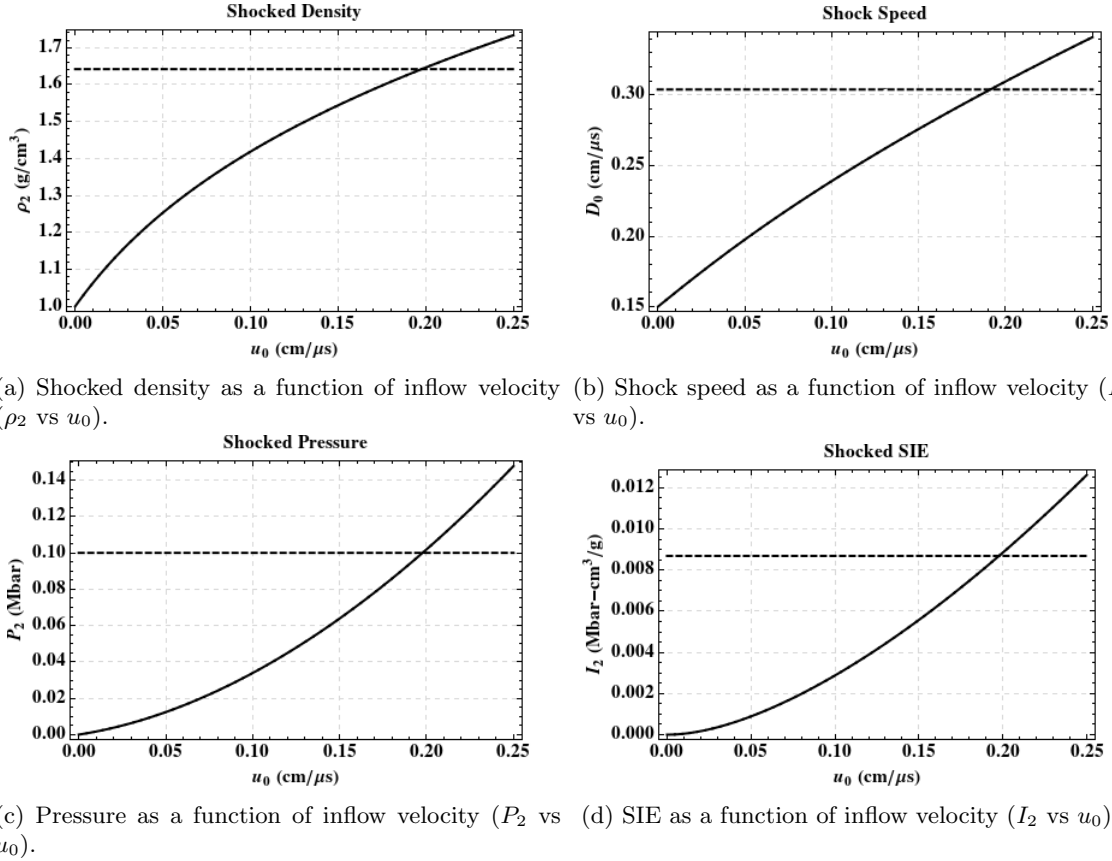 Shocked Density
1.7
1.6
1.5
1.4
1.3
1.2
1.1
1.0
ρ₂ (g/cm³)
0.00 0.05 0.10 0.15 0.20 0.25
u₀ (cm/μs)
Shock Speed
0.30
0.25
0.20
0.15
D₀ (cm/μs)
0.00 0.05 0.10 0.15 0.20 0.25
u₀ (cm/μs)
a) Shocked density as a function of inflow velocity
(ρ₂ vs u₀).
(b) Shock speed as a function of inflow velocity
vs u₀).
Shocked Pressure
0.14
0.12
0.10
0.08
0.06
0.04
0.02
0.00
P₂ (Mbar)
0.00 0.05 0.10 0.15 0.20 0.25
u₀ (cm/μs)
Shocked SIE
0.012
0.010
0.008
0.006
0.004
0.002
0.000
I₂ (Mbar−cm³/g)
0.00 0.05 0.10 0.15 0.20 0.25
u₀ (cm/μs)
(c) Pressure as a function of inflow velocity (P₂ vs
u₀).
(d) SIE as a function of inflow velocity (I₂ vs u₀)